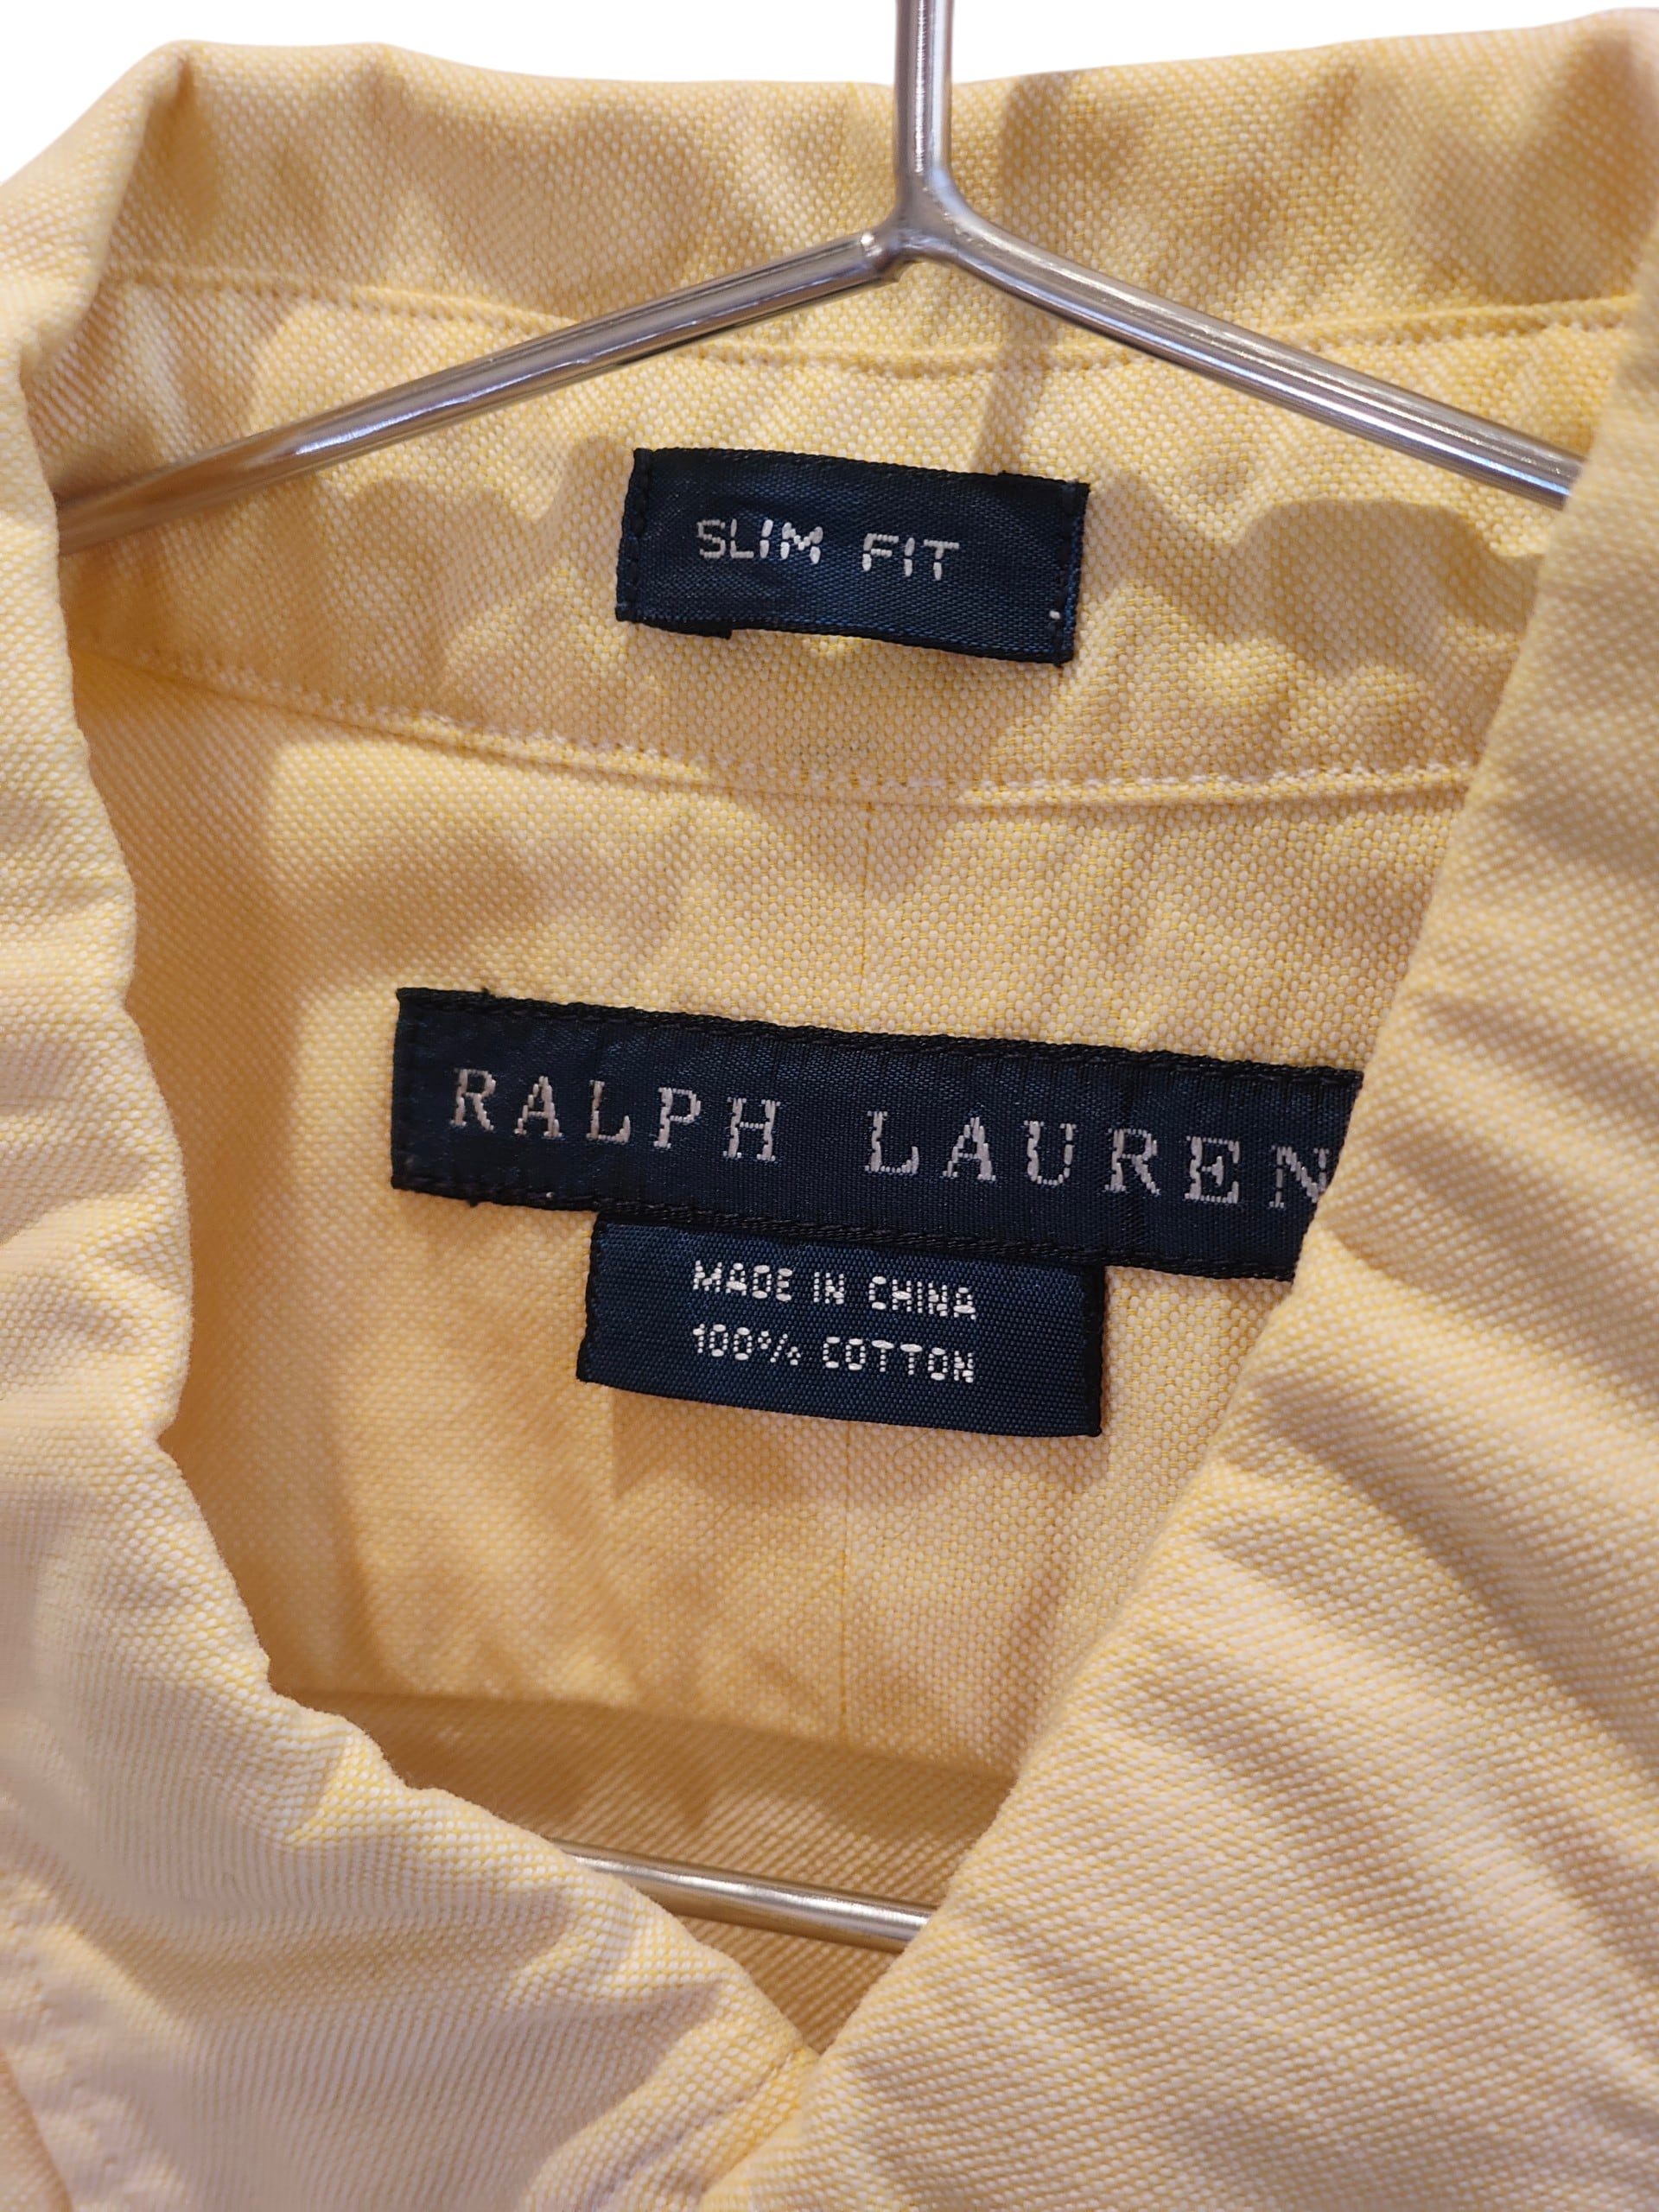 SLIM FIT
RALPH LAUREN
MADE IN CHINA
100% COTTON